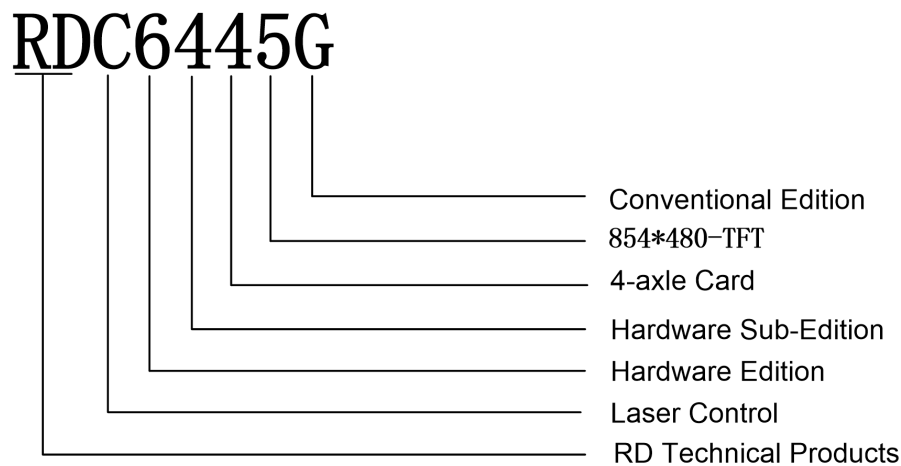 RDC6445G
Conventional Edition
854*480-TFT
4-axle Card
Hardware Sub-Edition
Hardware Edition
Laser Control
RD Technical Products